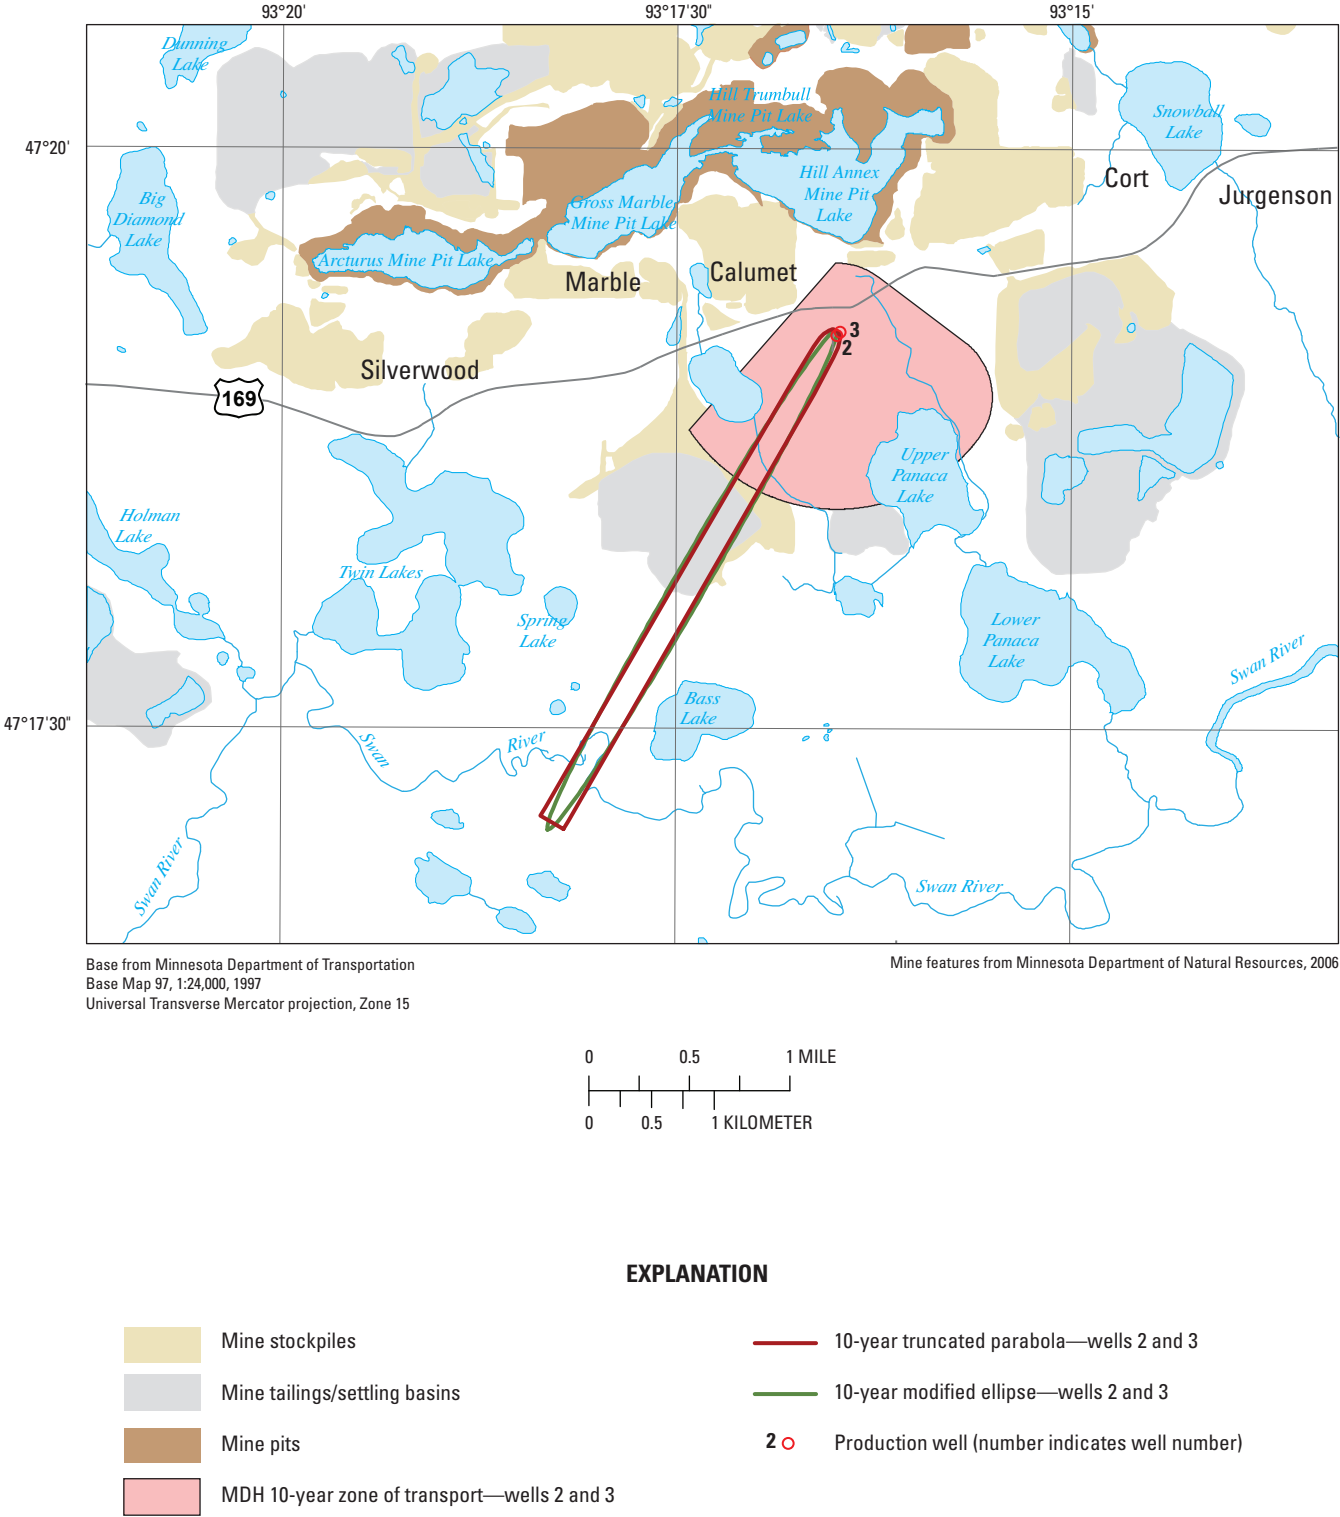 93°20'
93°17'30"
93°15'
47°20'
47°17'30"
Dunning
Lake
Hill Trumbull
Mine Pit Lake
Snowball
Lake
Big
Diamond
Lake
Gross Marble
Mine Pit Lake
Hill Annex
Mine Pit
Lake
Cort
Jurgenson
Arcturus Mine Pit Lake
Marble
Calumet
3
2
Silverwood
169
Upper
Panaca
Lake
Holman
Lake
Twin Lakes
Spring
Lake
Lower
Panaca
Lake
Swan River
Bass
Lake
Swan
River
Swan River
Swan River
Base from Minnesota Department of Transportation
Base Map 97, 1:24,000, 1997
Universal Transverse Mercator projection, Zone 15
Mine features from Minnesota Department of Natural Resources, 2006
0 0.5 1 MILE
0 0.5 1 KILOMETER
EXPLANATION
Mine stockpiles
Mine tailings/settling basins
Mine pits
MDH 10-year zone of transport—wells 2 and 3
10-year truncated parabola—wells 2 and 3
10-year modified ellipse—wells 2 and 3
2 Production well (number indicates well number)